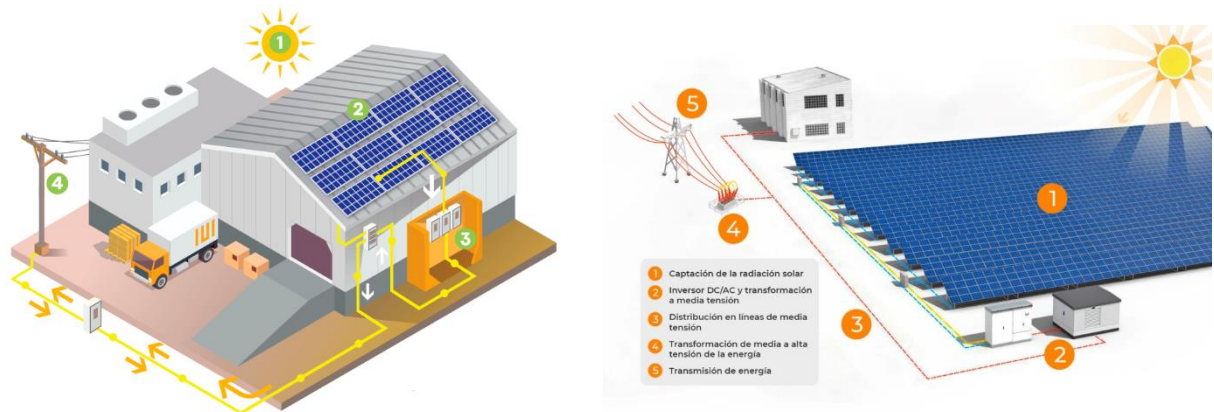 1
2
3
4
5
1
4
2
3
1 Captación de la radiación solar
2 Inversor DC/AC y transformación
a media tensión
3 Distribución en líneas de media
tensión
4 Transformación de media a alta
tensión de la energía
5 Transmisión de energía